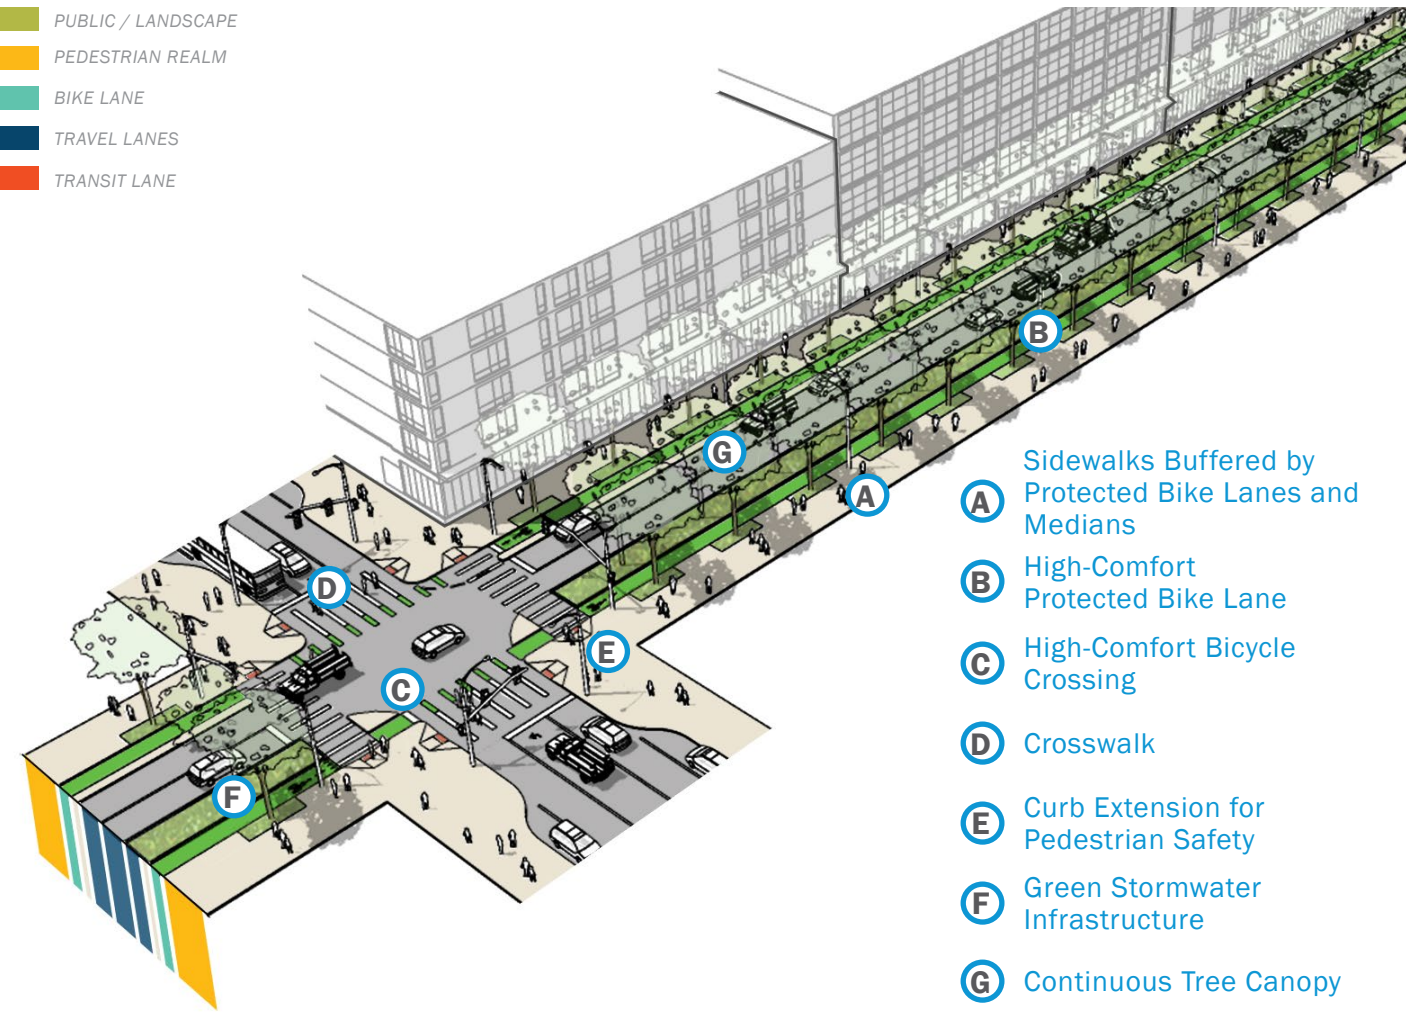 PUBLIC / LANDSCAPE
PEDESTRIAN REALM
BIKE LANE
TRAVEL LANES
TRANSIT LANE
B
G
A
D
E
C
F
A
Sidewalks Buffered by
Protected Bike Lanes and
Medians
B
High-Comfort
Protected Bike Lane
C
High-Comfort Bicycle
Crossing
D
Crosswalk
E
Curb Extension for
Pedestrian Safety
F
Green Stormwater
Infrastructure
G
Continuous Tree Canopy